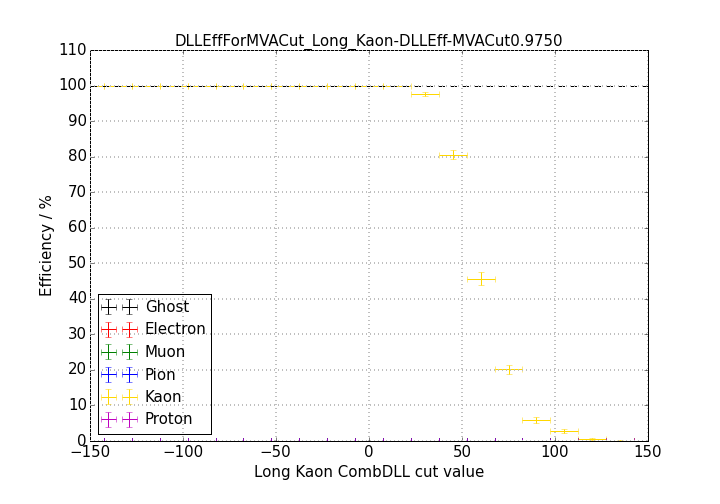 DLLEffForMVACut_Long_Kaon-DLLEff-MVACut0.9750
110
100
90
80
70
60
50
40
30
20
10
0
Efficiency / %
Ghost
Electron
Muon
Pion
Kaon
Proton
−150 −100 −50 0 50 100 150
Long Kaon CombDLL cut value